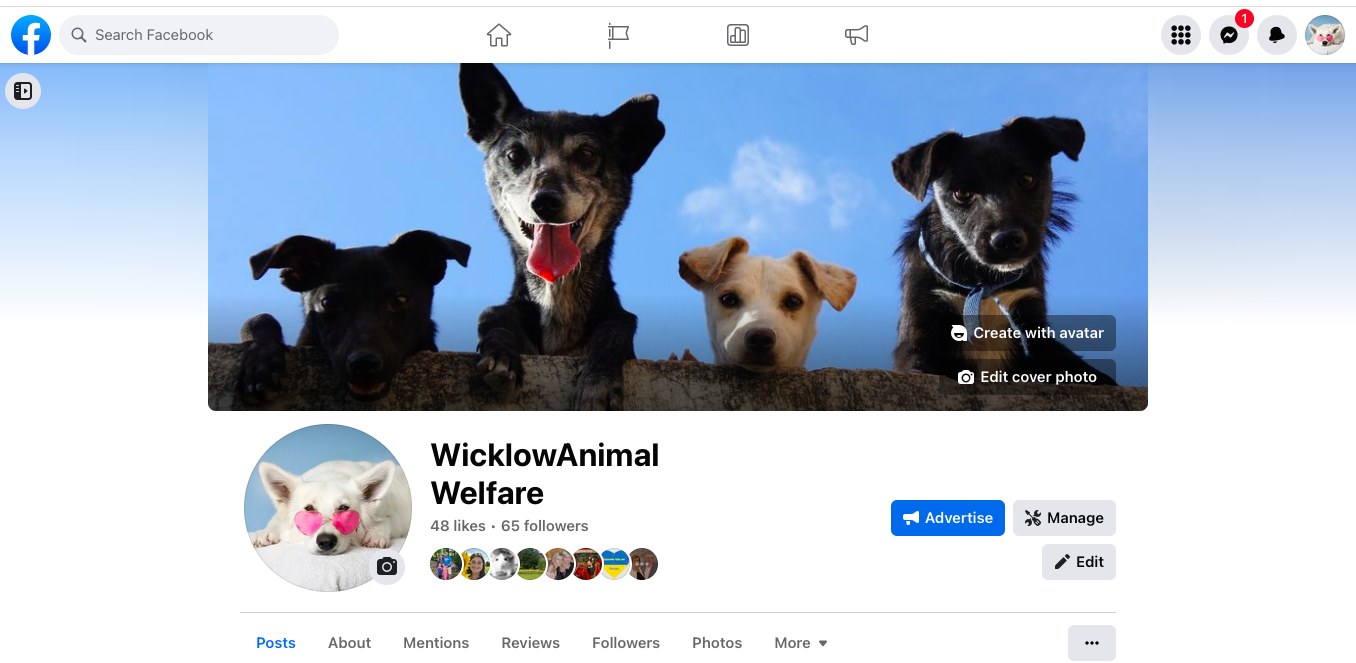 Search Facebook
1
Create with avatar
Edit cover photo
WicklowAnimal
Welfare
48 likes • 65 followers
Advertise
Manage
Edit
Posts About Mentions Reviews Followers Photos More